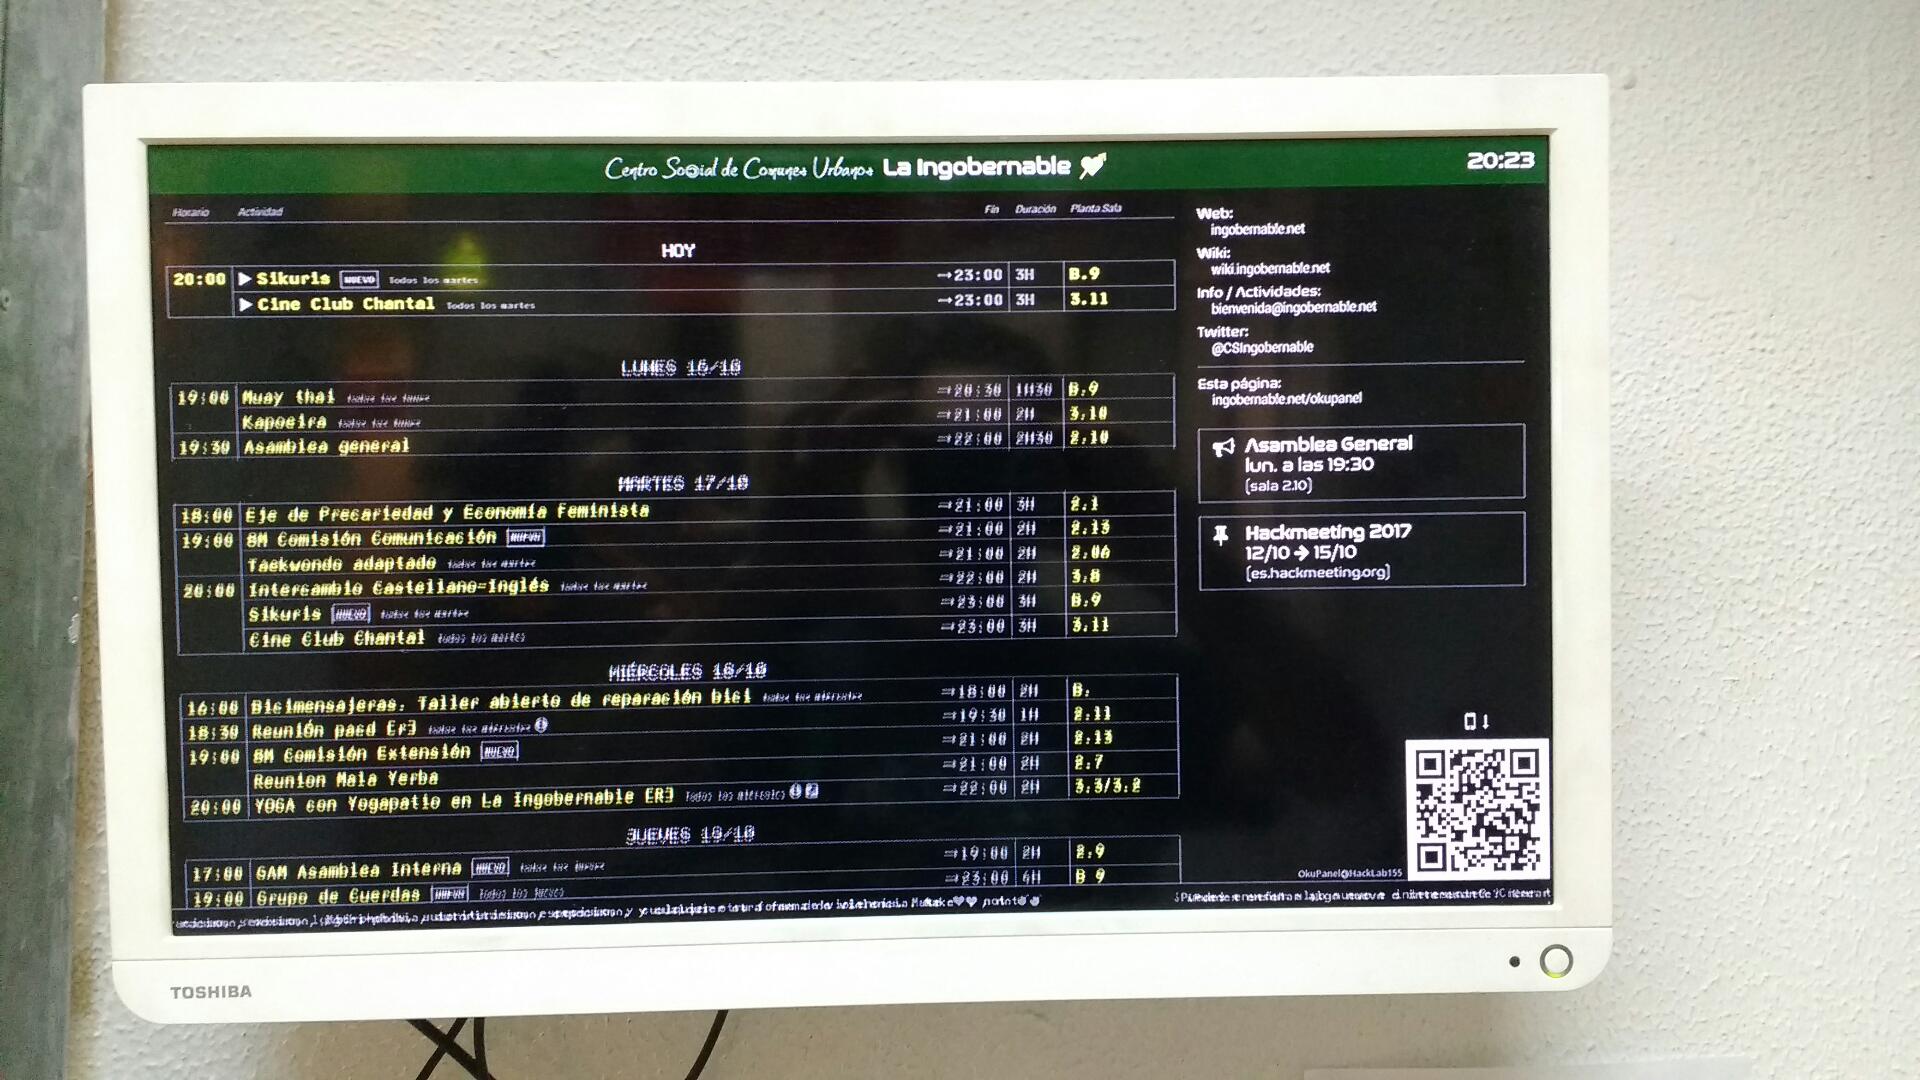 Centro Social de Comunes Urbanos La Ingobernable
20:23
Horario Actividad Fin Duración Planta Sala
HOY
20:00 Sikuris NUEVO Todos los martes →23:00 3H B.9
Cine Club Chantal Todos los martes →23:00 3H 3.11
LUNES 16/10
19:00 Muay thai todos los lunes →20:30 1H30 B.9
Kapoeira todos los lunes →21:00 2H 3.10
19:30 Asamblea general →22:00 2H30 2.10
MARTES 17/10
18:00 Eje de Precariedad y Economía Feminista →21:00 3H 2.1
19:00 8M Comisión Comunicación NUEVO →21:00 2H 2.13
Taekwondo adaptado todos los martes →21:00 2H 2.06
20:00 Intercambio Castellano-Inglés todos los martes →22:00 2H 3.8
Sikuris NUEVO todos los martes →23:00 3H B.9
Cine Club Chantal Todos los martes →23:00 3H 3.11
MIÉRCOLES 18/10
16:00 Bicimensajeras. Taller abierto de reparación bici todos los miércoles →18:00 2H B.
18:30 Reunión paed Er3 todos los miércoles →19:30 1H 2.11
19:00 8M Comisión Extensión NUEVO →21:00 2H 2.13
Reunion Mala Yerba →21:00 2H 2.7
20:00 YOGA con Yogapatio en La Ingobernable ER3 Todos los miércoles →22:00 2H 3.3/3.2
JUEVES 19/10
17:00 GAM Asamblea Interna NUEVO todos los jueves →19:00 2H 2.9
19:00 Grupo de Cuerdas NUEVO Todos los jueves →23:00 4H B 9
Web:
ingobernable.net
Wiki:
wiki.ingobernable.net
Info / Actividades:
bienvenida@ingobernable.net
Twitter:
@CSIngobernable
Esta página:
ingobernable.net/okupanel
Asamblea General
lun. a las 19:30
(sala 2.10)
Hackmeeting 2017
12/10 → 15/10
(es.hackmeeting.org)
OkuPanel@HackLab155
TOSHIBA